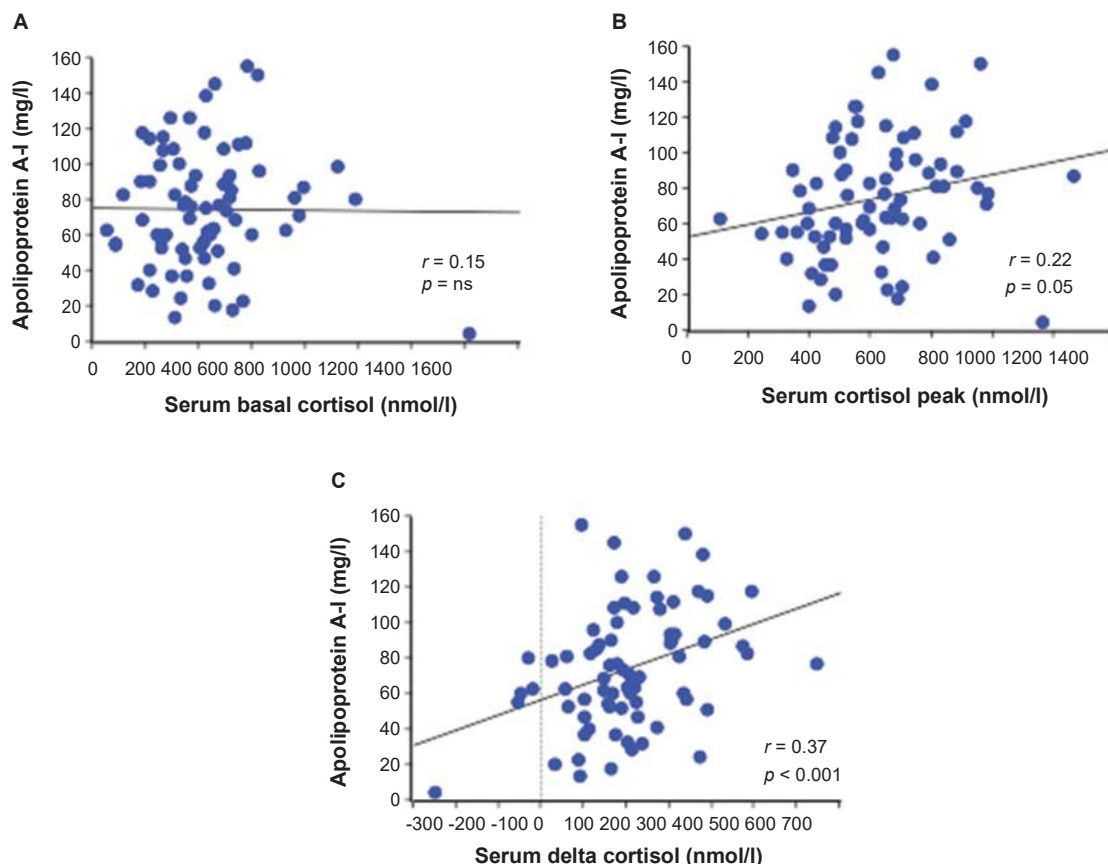 A
Apolipoprotein A-I (mg/l)
160
140
120
100
80
60
40
20
0
r = 0.15
p = ns
0 200 400 600 800 1000 1200 1400 1600
Serum basal cortisol (nmol/l)
B
Apolipoprotein A-I (mg/l)
160
140
120
100
80
60
40
20
0
r = 0.22
p = 0.05
0 200 400 600 800 1000 1200 1400
Serum cortisol peak (nmol/l)
C
Apolipoprotein A-I (mg/l)
160
140
120
100
80
60
40
20
0
r = 0.37
p < 0.001
-300 -200 -100 0 100 200 300 400 500 600 700
Serum delta cortisol (nmol/l)